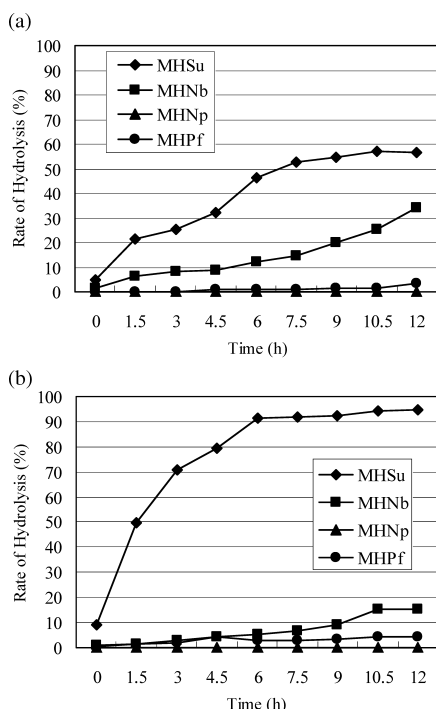 (a)
Rate of Hydrolysis (%)
100
90
80
70
60
50
40
30
20
10
0
MHSu
MHNb
MHNp
MHPf
0 1.5 3 4.5 6 7.5 9 10.5 12
Time (h)
(b)
Rate of Hydrolysis (%)
100
90
80
70
60
50
40
30
20
10
0
MHSu
MHNb
MHNp
MHPf
0 1.5 3 4.5 6 7.5 9 10.5 12
Time (h)